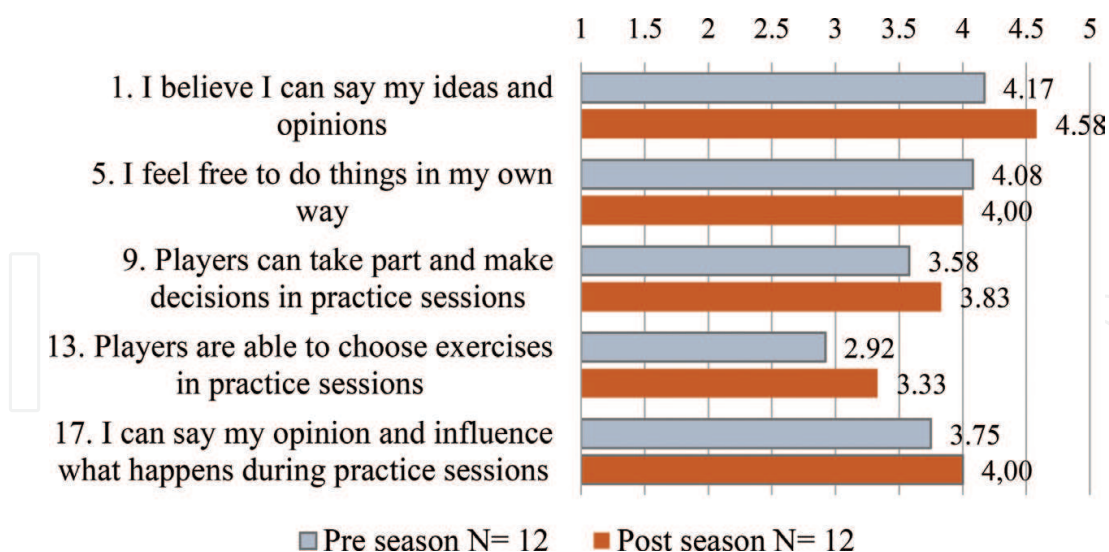 1 1.5 2 2.5 3 3.5 4 4.5 5
1. I believe I can say my ideas and
opinions
4.17
4.58
5. I feel free to do things in my own
way
4.08
4,00
9. Players can take part and make
decisions in practice sessions
3.58
3.83
13. Players are able to choose exercises
in practice sessions
2.92
3.33
17. I can say my opinion and influence
what happens during practice sessions
3.75
4,00
Pre season N= 12 Post season N= 12